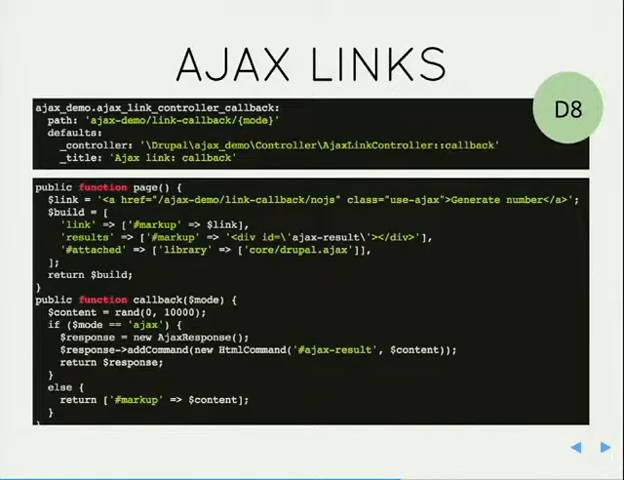 AJAX LINKS
D8
ajax_demo.ajax_link_controller_callback:
path: 'ajax-demo/link-callback/{mode}'
defaults:
_controller: '\Drupal\ajax_demo\Controller\AjaxLinkController::callback'
_title: 'Ajax link: callback'
public function page() {
$link = '<a href="/ajax-demo/link-callback/nojs" class="use-ajax">Generate number</a>';
$build = [
'link' => ['#markup' => $link],
'results' => ['#markup' => '<div id=\'ajax-result\'></div>'],
'#attached' => ['library' => ['core/drupal.ajax']],
];
return $build;
}
public function callback($mode) {
$content = rand(0, 10000);
if ($mode == 'ajax') {
$response = new AjaxResponse();
$response->addCommand(new HtmlCommand('#ajax-result', $content));
return $response;
}
else {
return ['#markup' => $content];
}
}